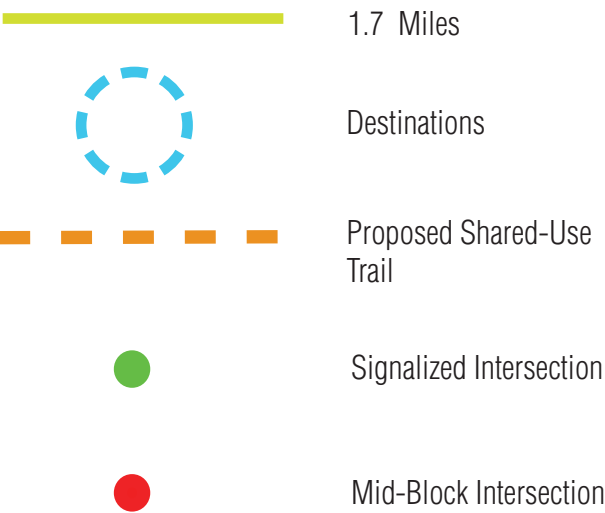 1.7 Miles
Destinations
Proposed Shared-Use
Trail
Signalized Intersection
Mid-Block Intersection